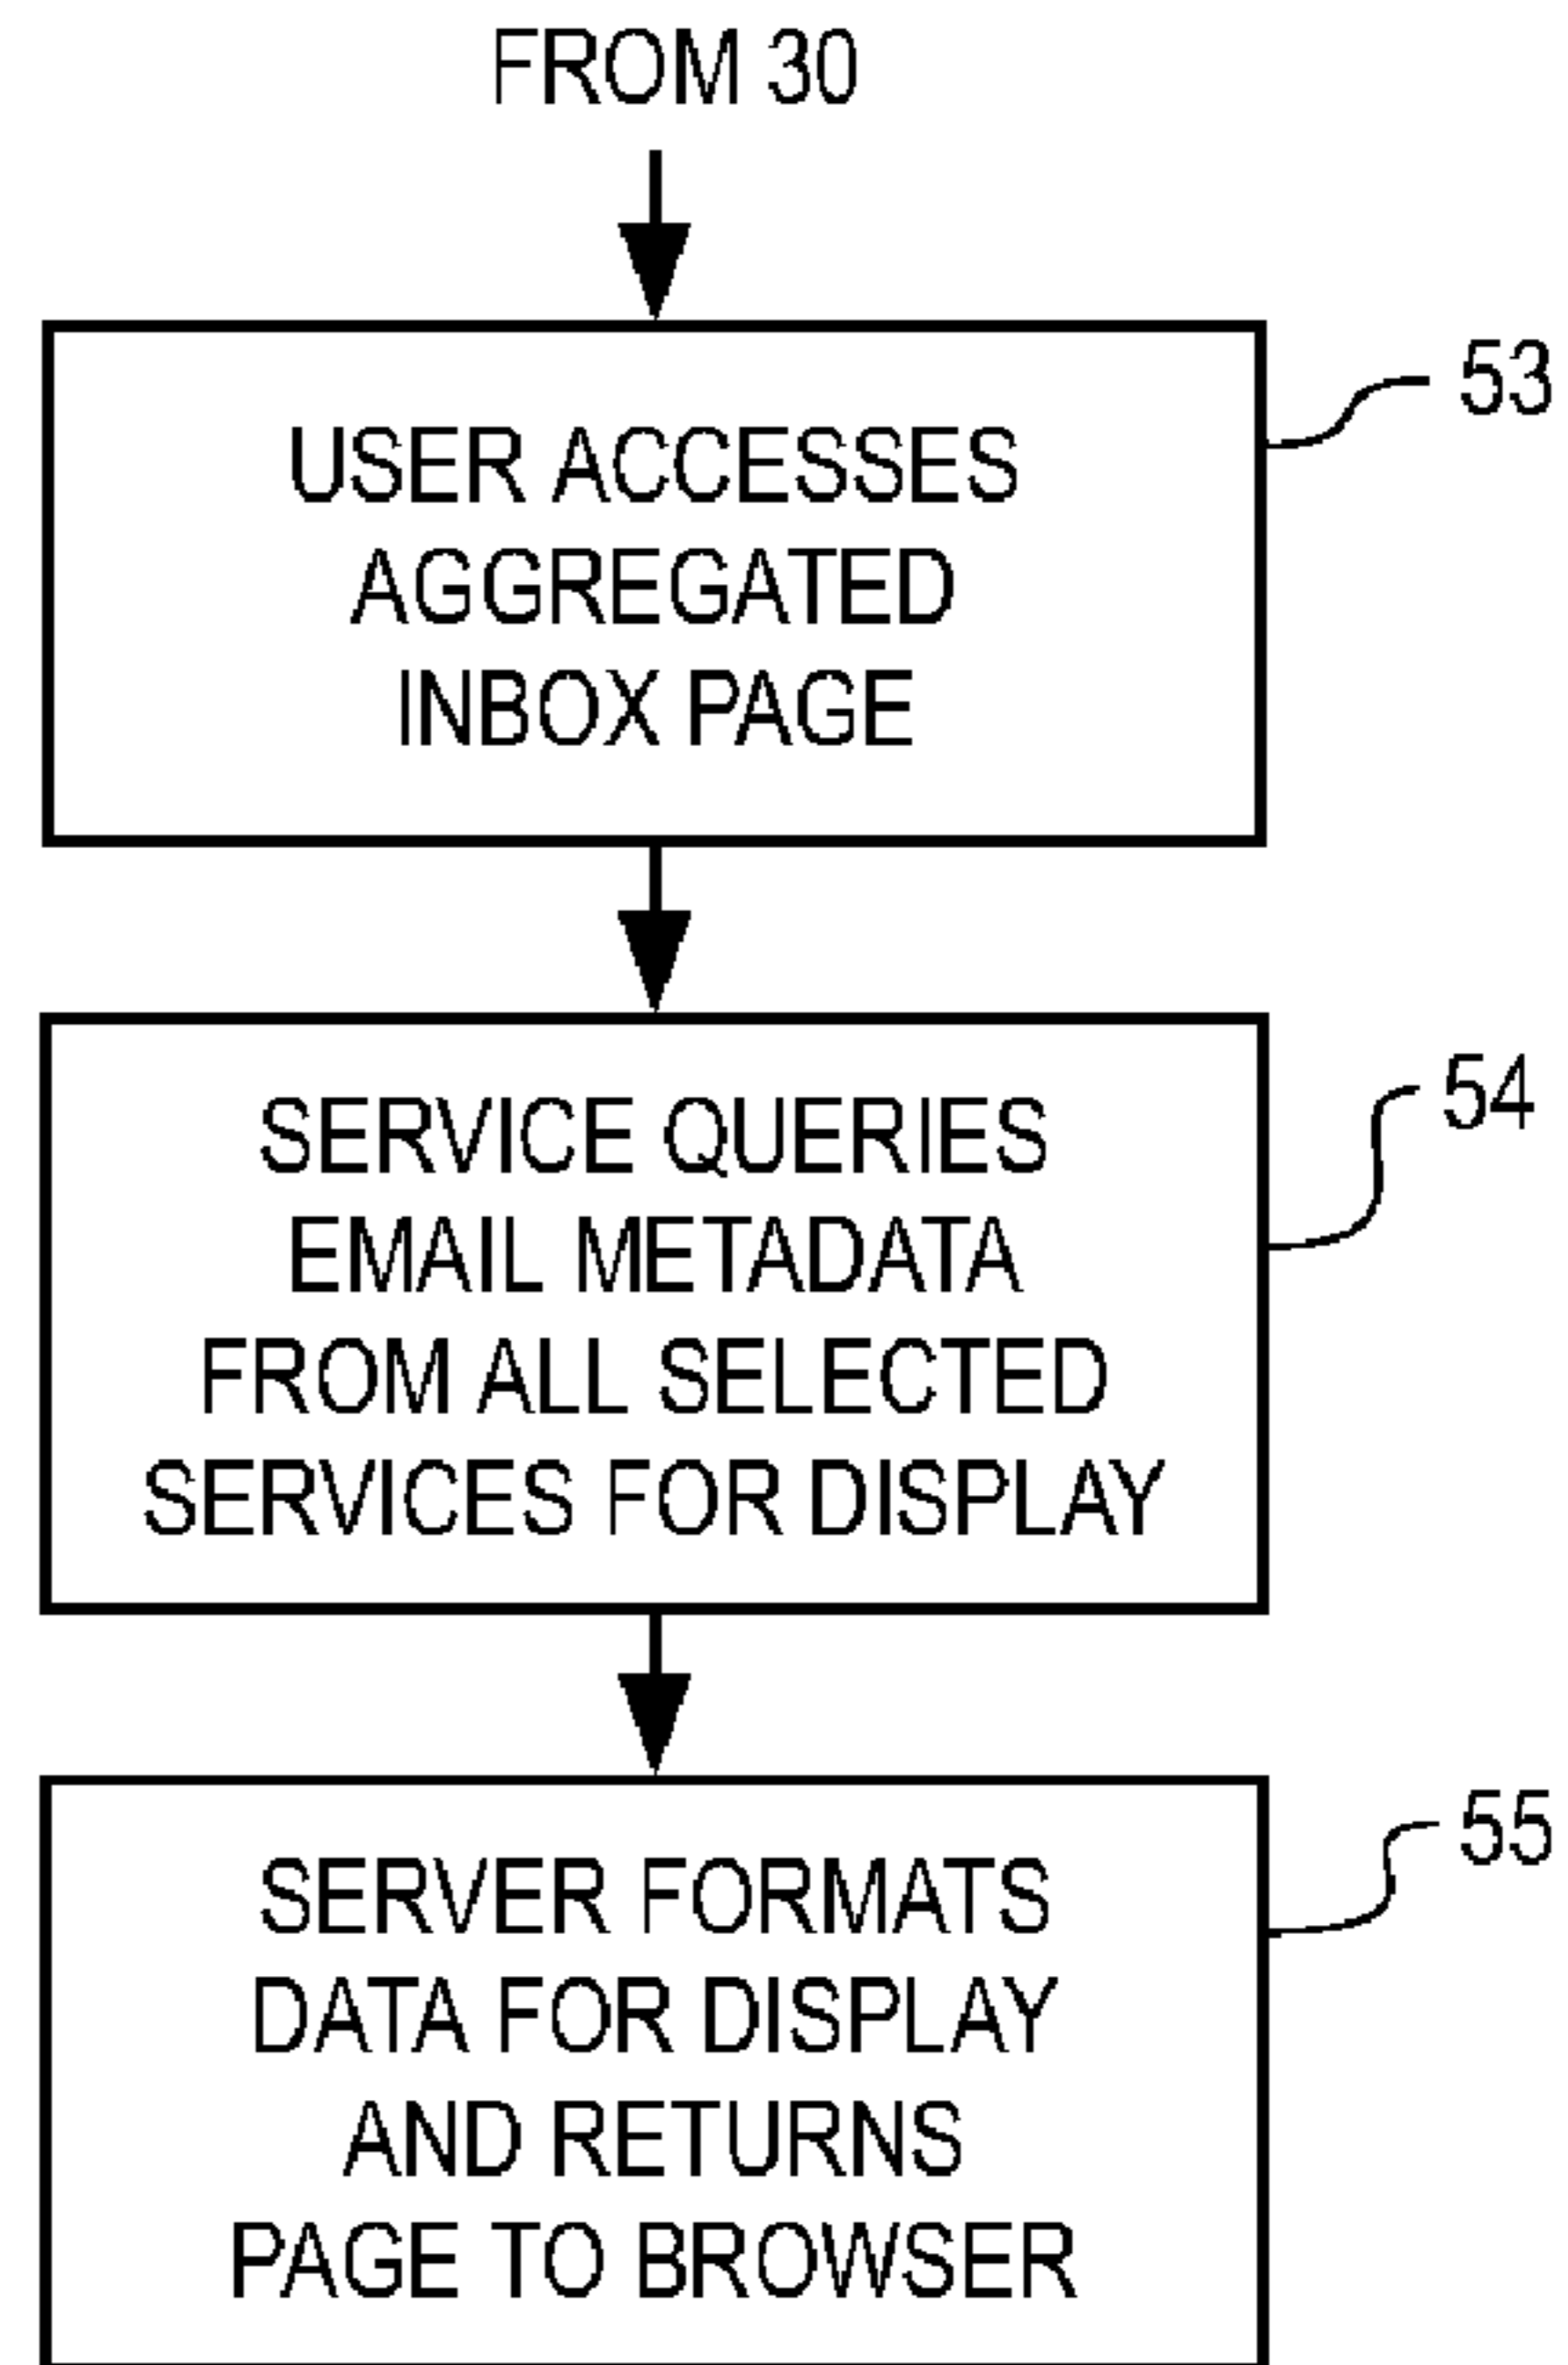 FROM 30
53
USER ACCESSES
AGGREGATED
INBOX PAGE
54
SERVICE QUERIES
EMAIL METADATA
FROM ALL SELECTED
SERVICES FOR DISPLAY
55
SERVER FORMATS
DATA FOR DISPLAY
AND RETURNS
PAGE TO BROWSER